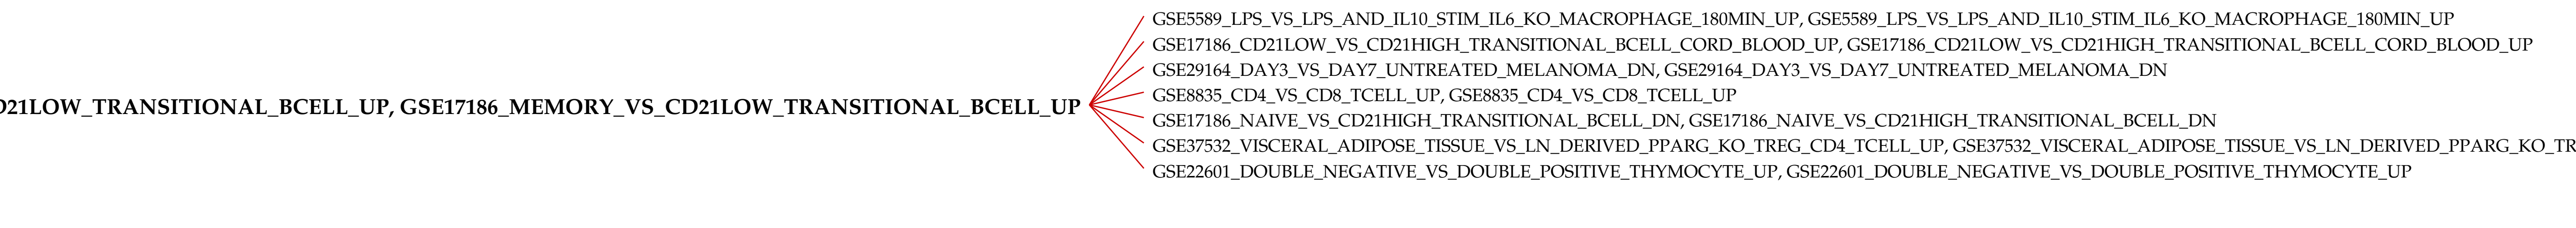 GSE5589_LPS_VS_LPS_AND_IL10_STIM_IL6_KO_MACROPHAGE_180MIN_UP, GSE5589_LPS_VS_LPS_AND_IL10_STIM_IL6_KO_MACROPHAGE_180MIN_UP
GSE17186_CD21LOW_VS_CD21HIGH_TRANSITIONAL_BCELL_CORD_BLOOD_UP, GSE17186_CD21LOW_VS_CD21HIGH_TRANSITIONAL_BCELL_CORD_BLOOD_UP
GSE29164_DAY3_VS_DAY7_UNTREATED_MELANOMA_DN, GSE29164_DAY3_VS_DAY7_UNTREATED_MELANOMA_DN
GSE8835_CD4_VS_CD8_TCELL_UP, GSE8835_CD4_VS_CD8_TCELL_UP
D21LOW_TRANSITIONAL_BCELL_UP, GSE17186_MEMORY_VS_CD21LOW_TRANSITIONAL_BCELL_UP
GSE17186_NAIVE_VS_CD21HIGH_TRANSITIONAL_BCELL_DN, GSE17186_NAIVE_VS_CD21HIGH_TRANSITIONAL_BCELL_DN
GSE37532_VISCERAL_ADIPOSE_TISSUE_VS_LN_DERIVED_PPARG_KO_TREG_CD4_TCELL_UP, GSE37532_VISCERAL_ADIPOSE_TISSUE_VS_LN_DERIVED_PPARG_KO_TR
GSE22601_DOUBLE_NEGATIVE_VS_DOUBLE_POSITIVE_THYMOCYTE_UP, GSE22601_DOUBLE_NEGATIVE_VS_DOUBLE_POSITIVE_THYMOCYTE_UP